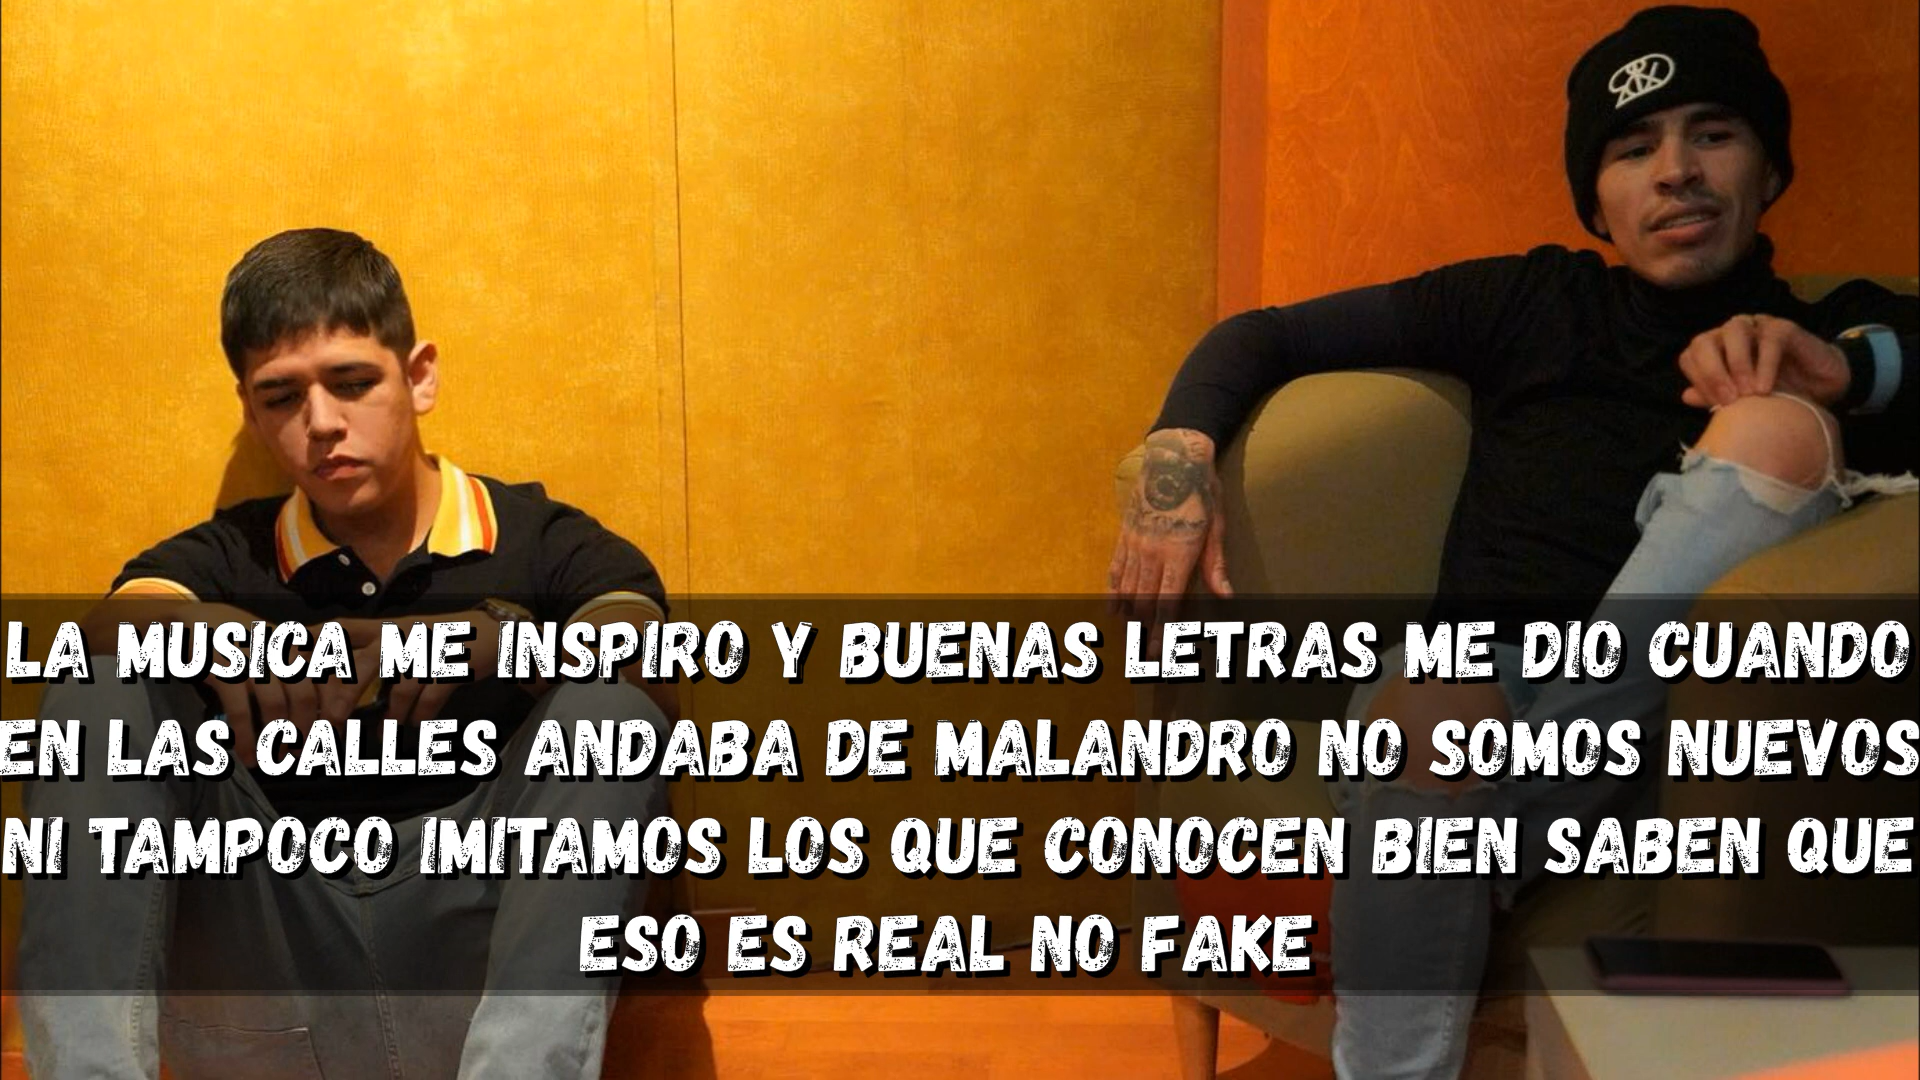 LA MUSICA ME INSPIRO Y BUENAS LETRAS ME DIO CUANDO
EN LAS CALLES ANDABA DE MALANDRO NO SOMOS NUEVOS
NI TAMPOCO IMITAMOS LOS QUE CONOCEN BIEN SABEN QUE
ESO ES REAL NO FAKE